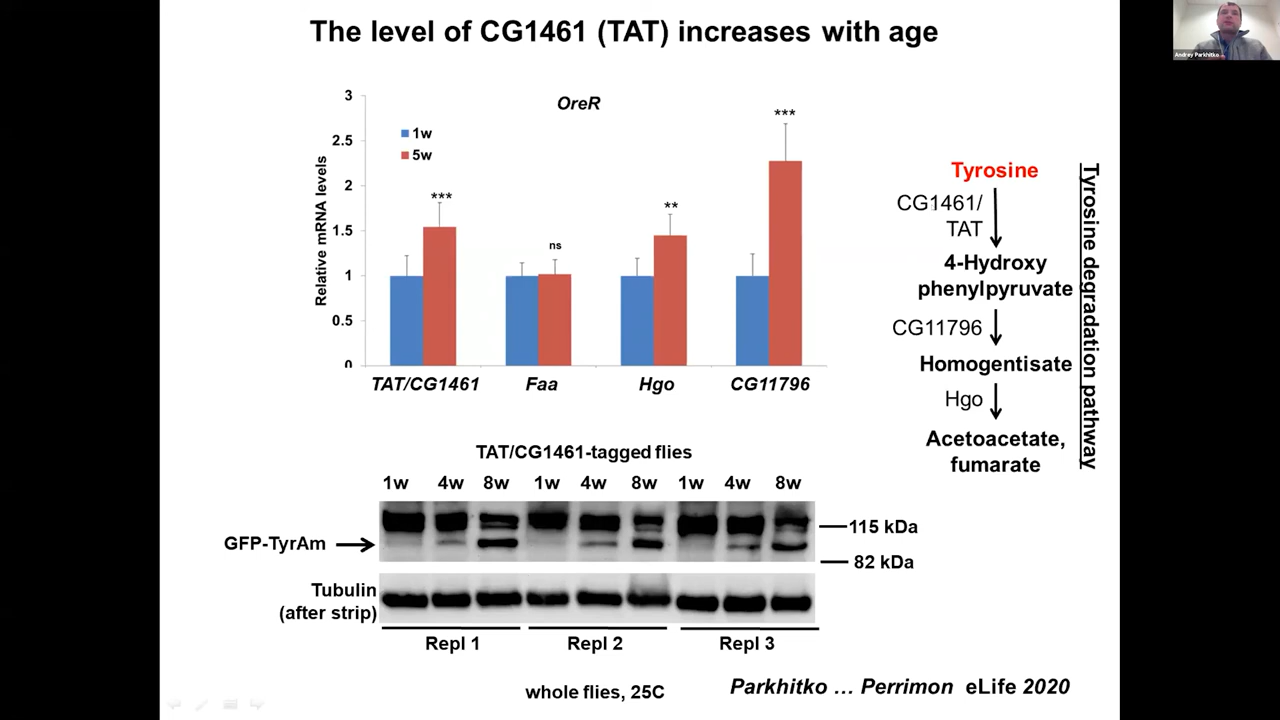 The level of CG1461 (TAT) increases with age
Andrey Parkhitko
OreR
3
2.5
2
1.5
1
0.5
0
Relative mRNA levels
1w
5w
***
ns
**
***
TAT/CG1461
Faa
Hgo
CG11796
Tyrosine
CG1461/
TAT
4-Hydroxy
phenylpyruvate
CG11796
Homogentisate
Hgo
Acetoacetate,
fumarate
Tyrosine degradation pathway
TAT/CG1461-tagged flies
1w 4w 8w 1w 4w 8w 1w 4w 8w
115 kDa
GFP-TyrAm
82 kDa
Tubulin
(after strip)
Repl 1 Repl 2 Repl 3
whole flies, 25C
Parkhitko ... Perrimon eLife 2020